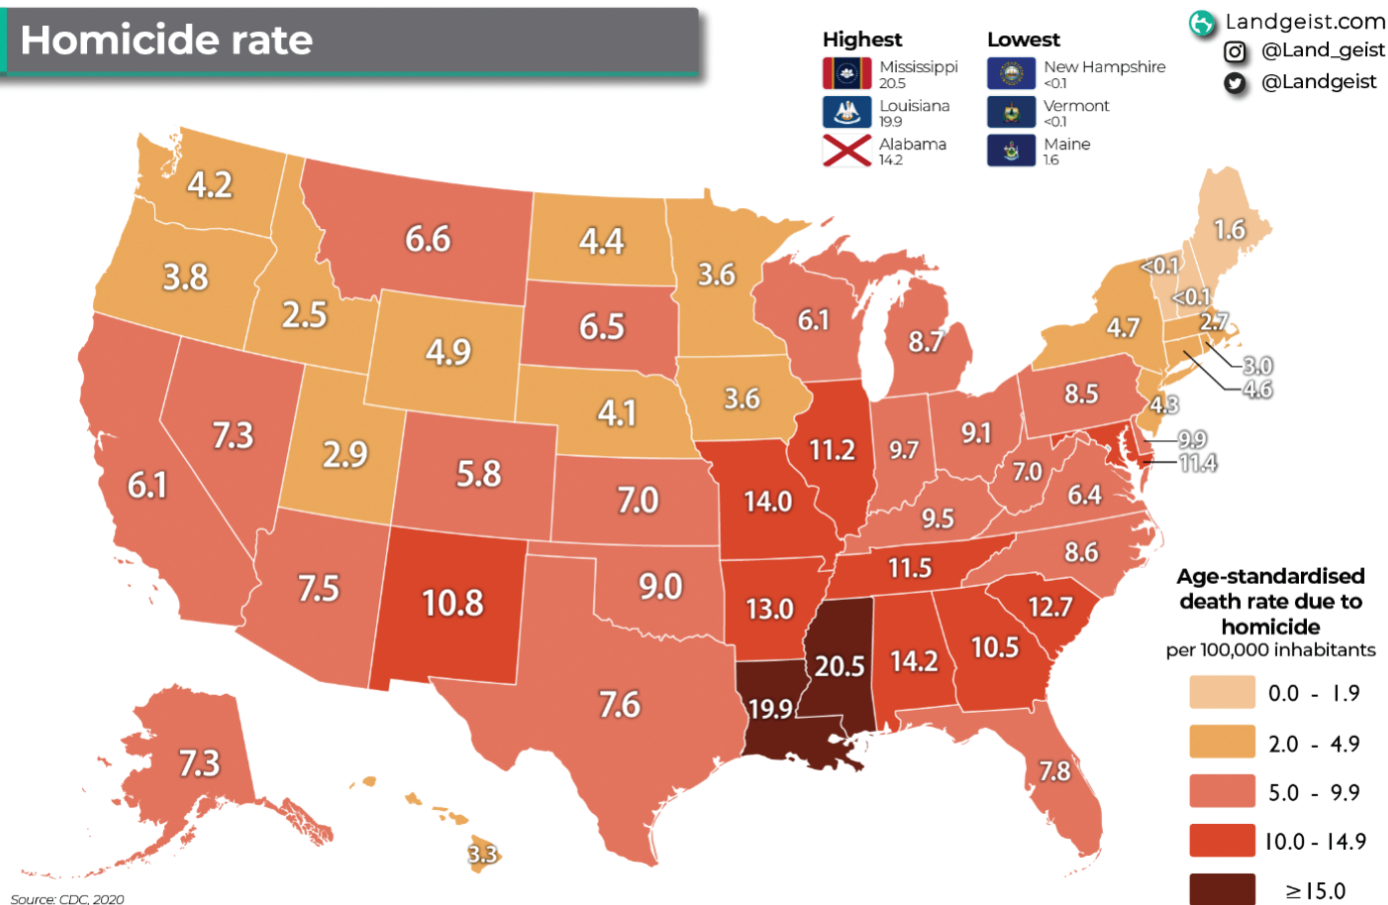 Homicide rate
Highest
Mississippi
20.5
Louisiana
19.9
Alabama
14.2
Lowest
New Hampshire
<0.1
Vermont
<0.1
Maine
1.6
Landgeist.com
@Land_geist
@Landgeist
4.2
6.6
4.4
3.6
1.6
<0.1
<0.1
3.8
2.5
4.9
6.5
6.1
8.7
4.7
2.7
3.0
4.6
7.3
2.9
4.1
3.6
8.5
4.3
6.1
5.8
7.0
14.0
11.2
9.7
9.1
7.0
6.4
9.9
11.4
9.5
8.6
7.5
10.8
9.0
13.0
11.5
12.7
7.6
19.9
20.5
14.2
10.5
7.8
7.3
3.3
Age-standardised
death rate due to
homicide
per 100,000 inhabitants
0.0 - 1.9
2.0 - 4.9
5.0 - 9.9
10.0 - 14.9
≥15.0
Source: CDC, 2020